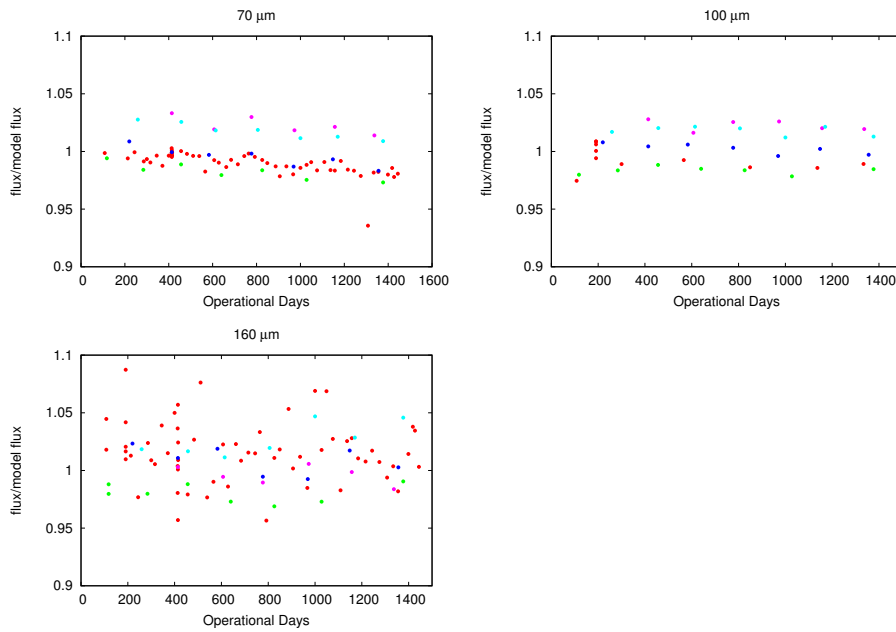 70 μm
1.1
1.05
1
0.95
0.9
flux/model flux
0 200 400 600 800 1000 1200 1400 1600
Operational Days
100 μm
1.1
1.05
1
0.95
0.9
flux/model flux
0 200 400 600 800 1000 1200 1400
Operational Days
160 μm
1.1
1.05
1
0.95
0.9
flux/model flux
0 200 400 600 800 1000 1200 1400
Operational Days